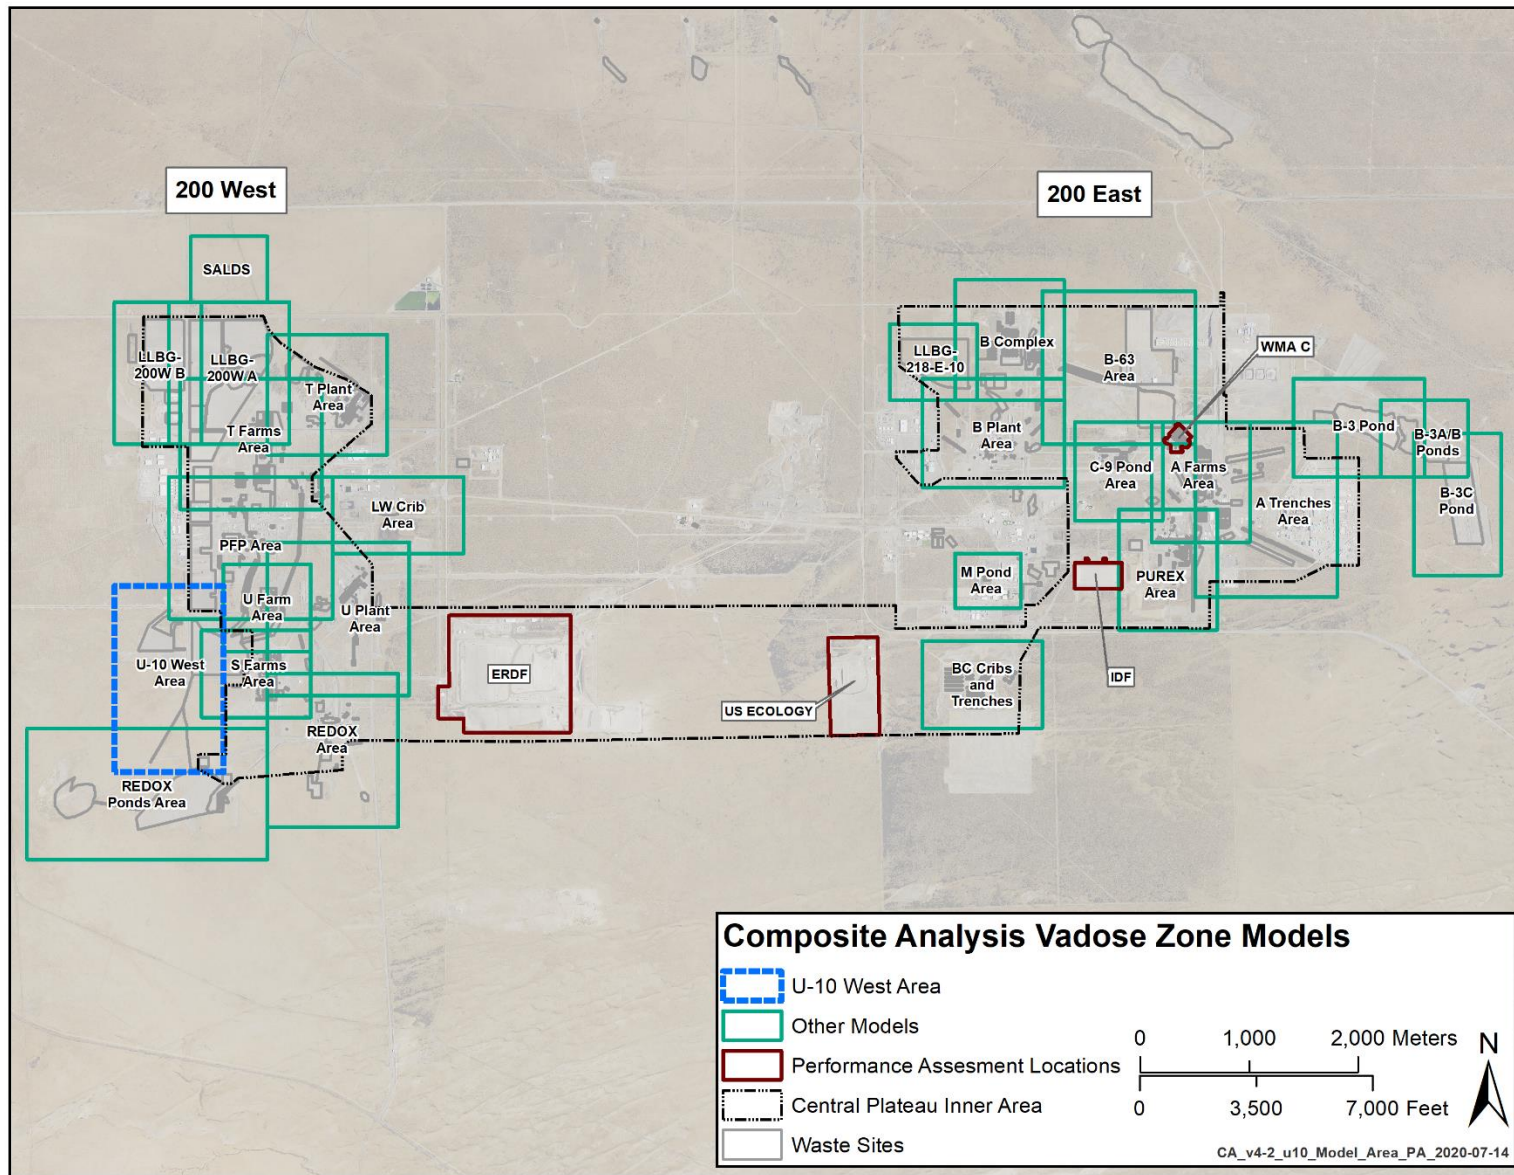 200 West
200 East
SALDS
LLBG-
200W B
LLBG-
200W A
T Plant
Area
T Farms
Area
LW Crib
Area
PFP Area
U Farm
Area
U Plant
Area
U-10 West
Area
S Farms
Area
REDOX
Area
REDOX
Ponds Area
ERDF
US ECOLOGY
LLBG-
218-E-10
B Complex
B-63
Area
WMA C
B Plant
Area
C-9 Pond
Area
A Farms
Area
B-3 Pond
B-3A/B
Ponds
B-3C
Pond
A Trenches
Area
M Pond
Area
PUREX
Area
IDF
BC Cribs
and
Trenches
Composite Analysis Vadose Zone Models
U-10 West Area
Other Models
Performance Assesment Locations
Central Plateau Inner Area
Waste Sites
0 1,000 2,000 Meters
0 3,500 7,000 Feet
N
CA_v4-2_u10_Model_Area_PA_2020-07-14